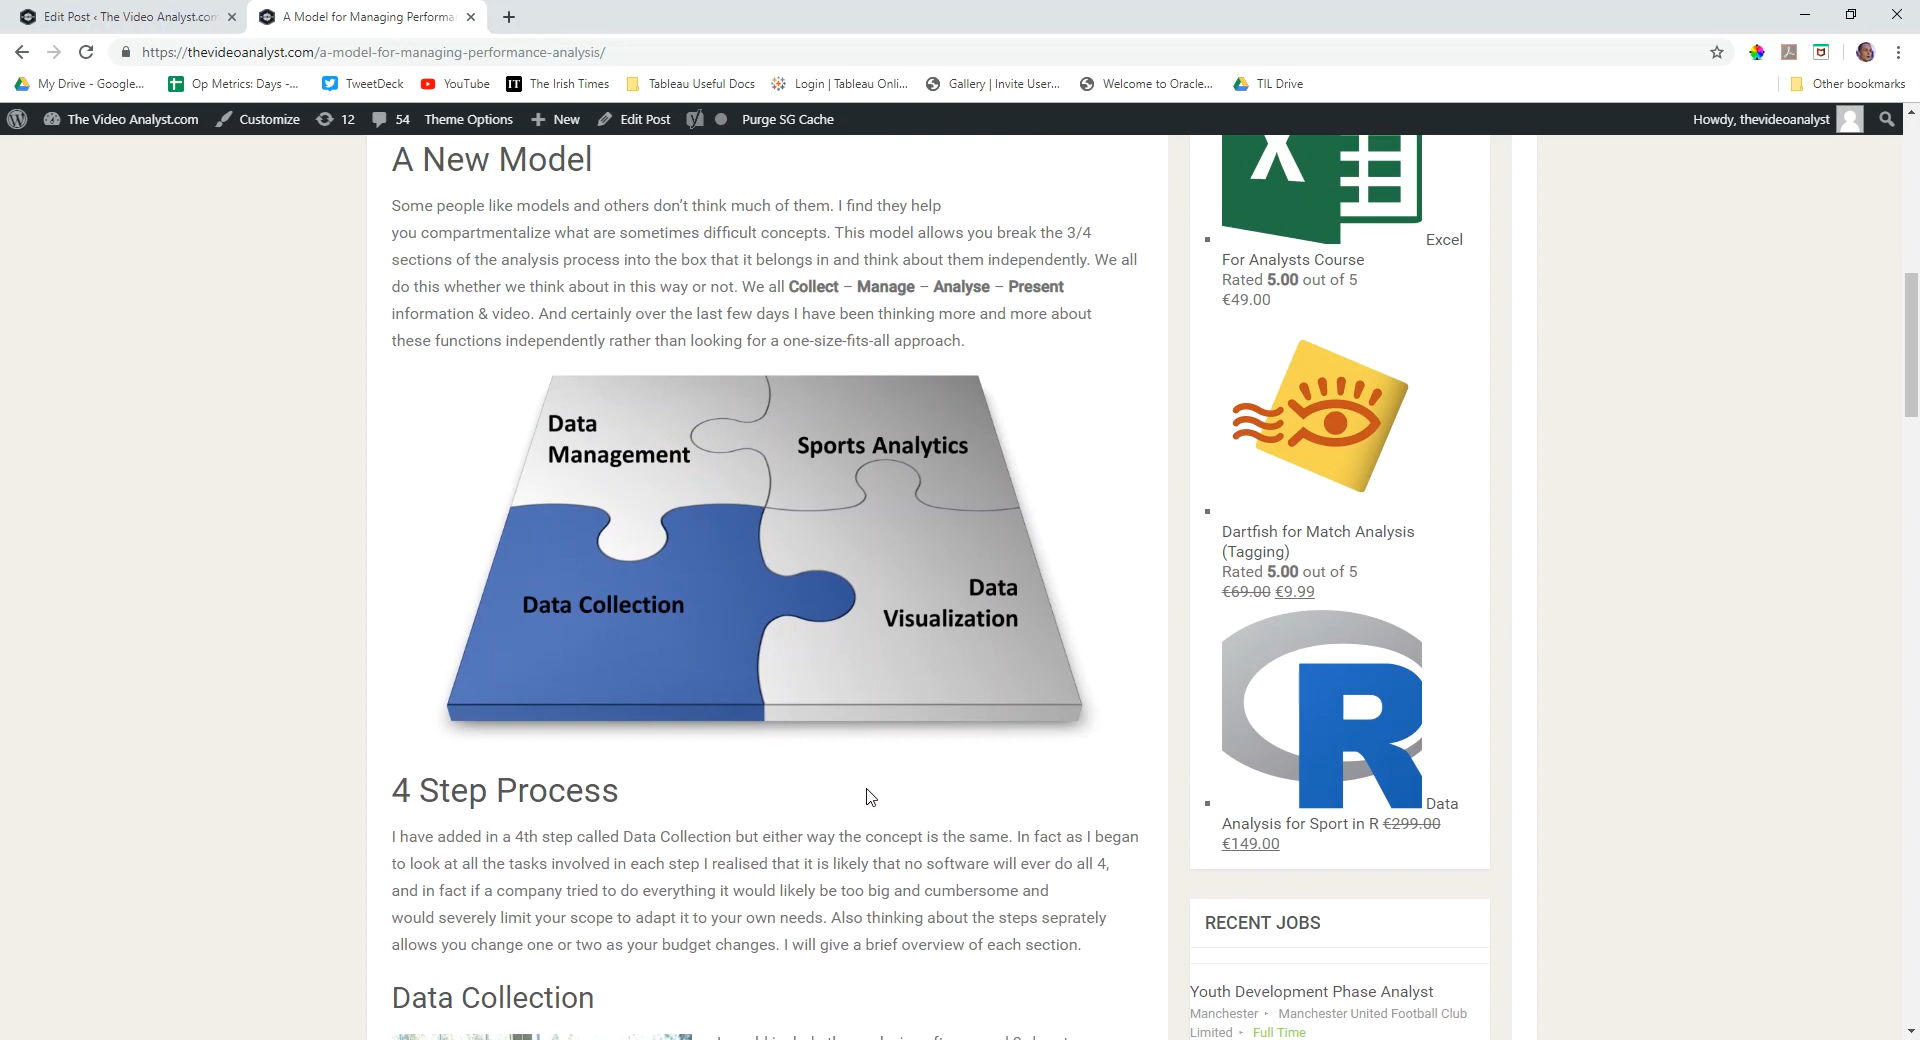 Edit Post ‹ The Video Analyst.com
A Model for Managing Performa
https://thevideoanalyst.com/a-model-for-managing-performance-analysis/
My Drive - Google...
Op Metrics: Days -...
TweetDeck
YouTube
IT The Irish Times
Tableau Useful Docs
Login | Tableau Onli...
Gallery | Invite User...
Welcome to Oracle...
TIL Drive
Other bookmarks
The Video Analyst.com
Customize
12
54
Theme Options
New
Edit Post
Purge SG Cache
Howdy, thevideoanalyst
A New Model
Some people like models and others don't think much of them. I find they help
you compartmentalize what are sometimes difficult concepts. This model allows you break the 3/4
sections of the analysis process into the box that it belongs in and think about them independently. We all
do this whether we think about in this way or not. We all Collect – Manage – Analyse – Present
information & video. And certainly over the last few days I have been thinking more and more about
these functions independently rather than looking for a one-size-fits-all approach.
Data
Management
Sports Analytics
Data Collection
Data
Visualization
4 Step Process
I have added in a 4th step called Data Collection but either way the concept is the same. In fact as I began
to look at all the tasks involved in each step I realised that it is likely that no software will ever do all 4,
and in fact if a company tried to do everything it would likely be too big and cumbersome and
would severely limit your scope to adapt it to your own needs. Also thinking about the steps seprately
allows you change one or two as your budget changes. I will give a brief overview of each section.
Data Collection
X
Excel
For Analysts Course
Rated 5.00 out of 5
€49.00
Dartfish for Match Analysis
(Tagging)
Rated 5.00 out of 5
€69.00 €9.99
R
Data
Analysis for Sport in R €299.00
€149.00
RECENT JOBS
Youth Development Phase Analyst
Manchester
Manchester United Football Club
Limited
Full Time